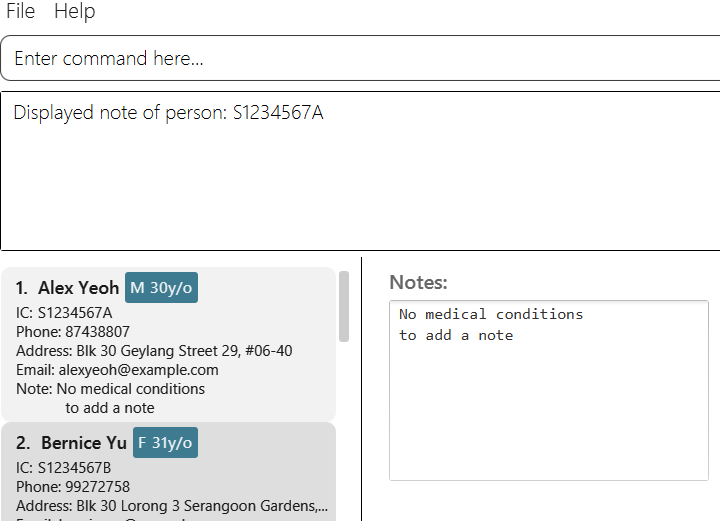 File Help
Enter command here...
Displayed note of person: S1234567A
1. Alex Yeoh M 30y/o
IC: S1234567A
Phone: 87438807
Address: Blk 30 Geylang Street 29, #06-40
Email: alexyeoh@example.com
Note: No medical conditions
to add a note
2. Bernice Yu F 31y/o
IC: S1234567B
Phone: 99272758
Address: Blk 30 Lorong 3 Serangoon Gardens,...
Notes:
No medical conditions
to add a note